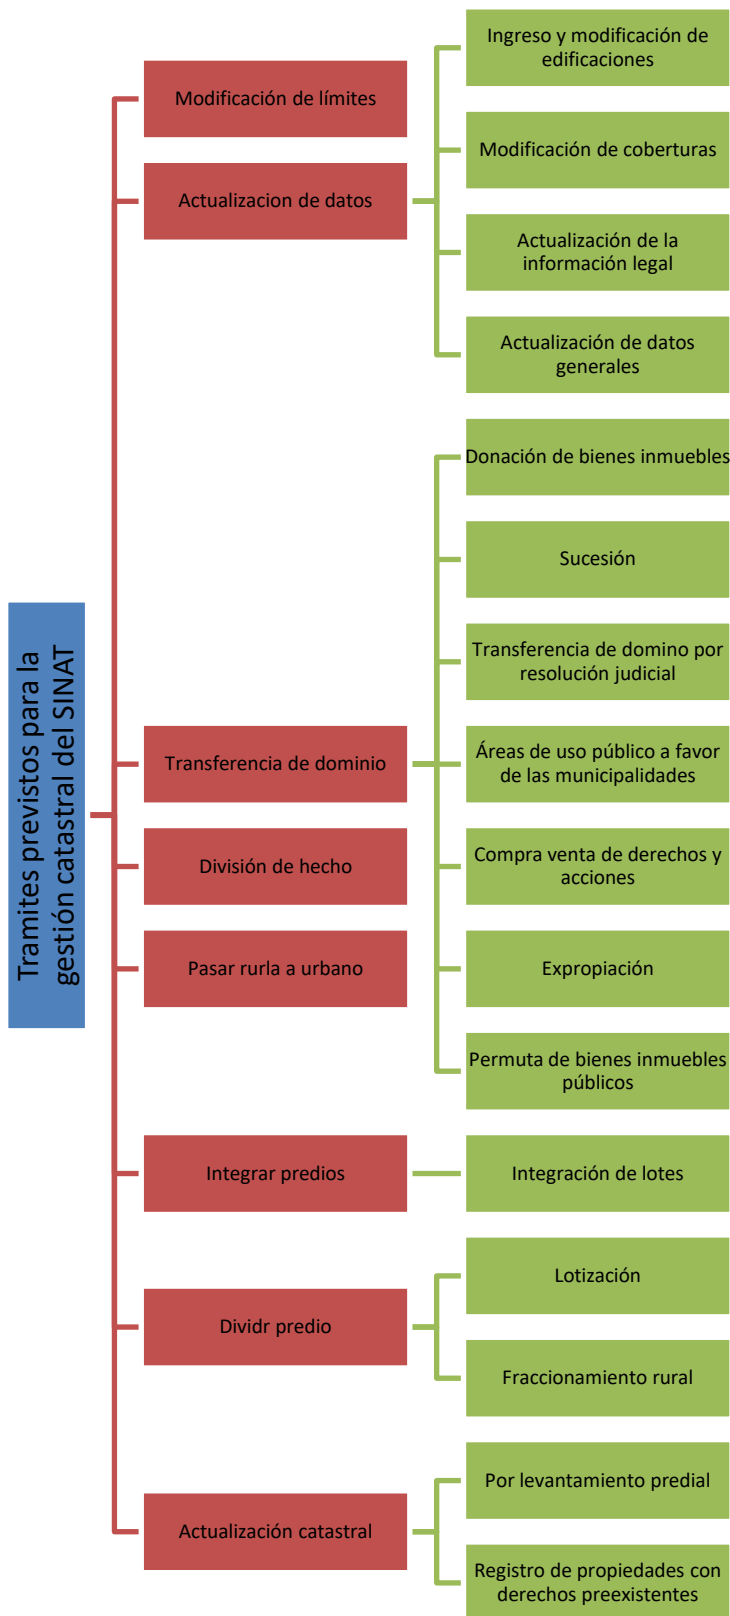 Tramites previstos para la
gestión catastral del SINAT
Modificación de límites
Actualizacion de datos
Ingreso y modificación de
edificaciones
Modificación de coberturas
Actualización de la
información legal
Actualización de datos
generales
Transferencia de dominio
Donación de bienes inmuebles
Sucesión
Transferencia de domino por
resolución judicial
Áreas de uso público a favor
de las municipalidades
Compra venta de derechos y
acciones
Expropiación
Permuta de bienes inmuebles
públicos
División de hecho
Pasar rurla a urbano
Integrar predios
Integración de lotes
Dividr predio
Lotización
Fraccionamiento rural
Actualización catastral
Por levantamiento predial
Registro de propiedades con
derechos preexistentes